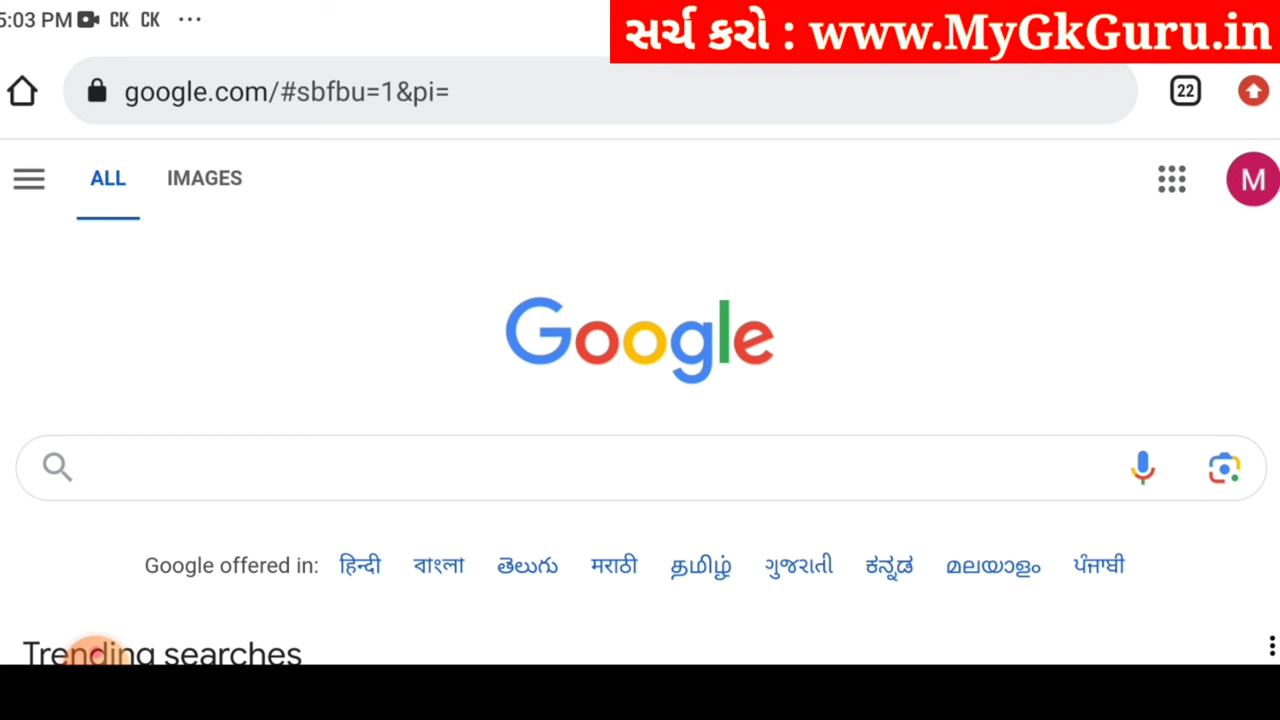 5:03 PM CK CK ...
સર્ચ કરો : www.MyGkGuru.in
google.com/#sbfbu=1&pi=
22
ALL IMAGES
M
Google
Google offered in: हिन्दी বাংলা తెలుగు मराठी தமிழ் ગુજરાતી ಕನ್ನಡ മലയാളം ਪੰਜਾਬੀ
Trending searches